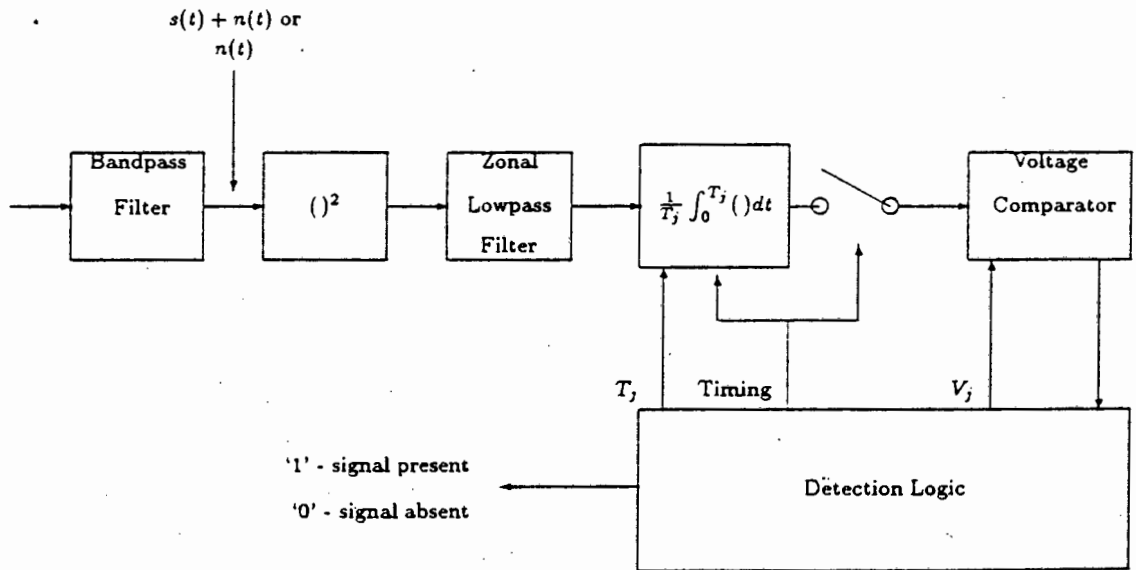 s(t) + n(t) or
n(t)
Bandpass
Filter
( )²
Zonal
Lowpass
Filter
1/T_j ∫_0^{T_j} ( )dt
Voltage
Comparator
T_j
Timing
V_j
'1' - signal present
'0' - signal absent
Detection Logic